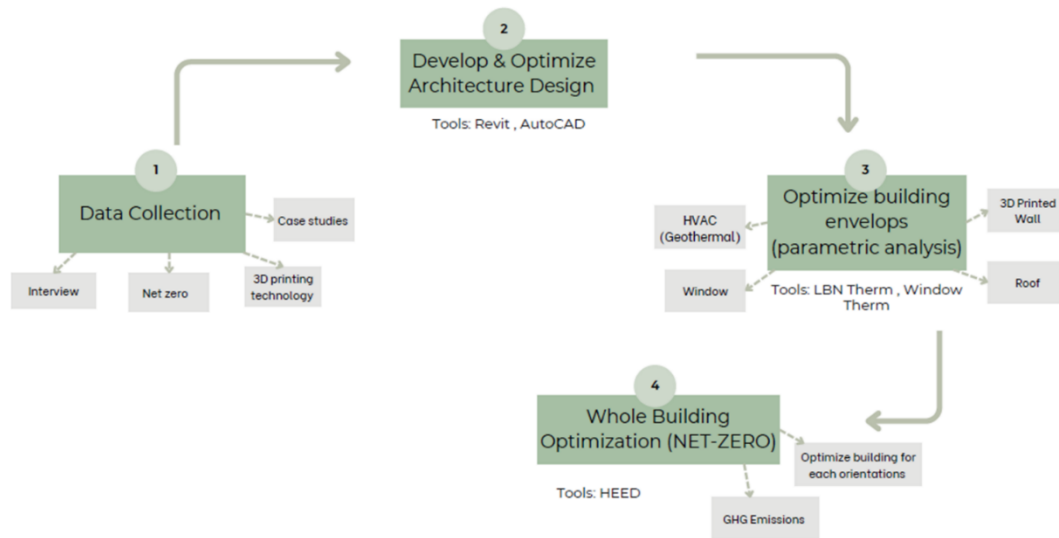 1
Data Collection
Case studies
Interview
Net zero
3D printing
technology
2
Develop & Optimize
Architecture Design
Tools: Revit , AutoCAD
3
Optimize building
envelops
(parametric analysis)
HVAC
(Geothermal)
3D Printed
Wall
Window
Roof
Tools: LBN Therm , Window
Therm
4
Whole Building
Optimization (NET-ZERO)
Optimize building for
each orientations
Tools: HEED
GHG Emissions